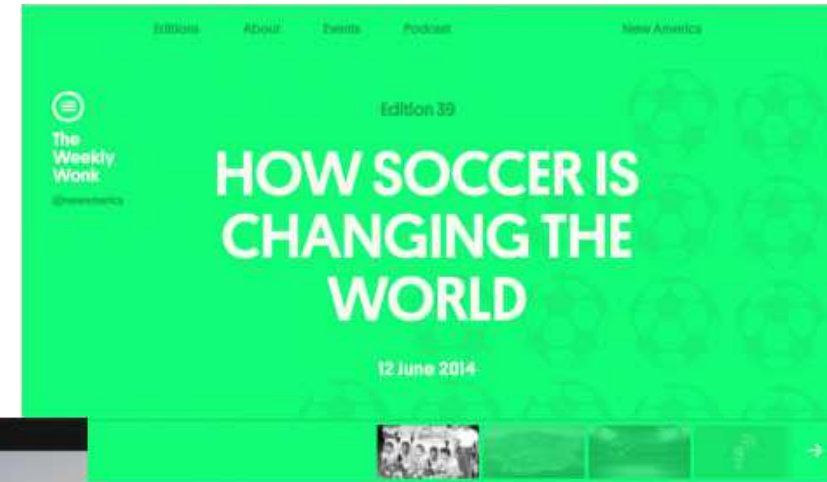 Editions About Events Podcast New America
Edition 39
The
Weekly
Wonk
@newamerica
HOW SOCCER IS
CHANGING THE
WORLD
12 June 2014